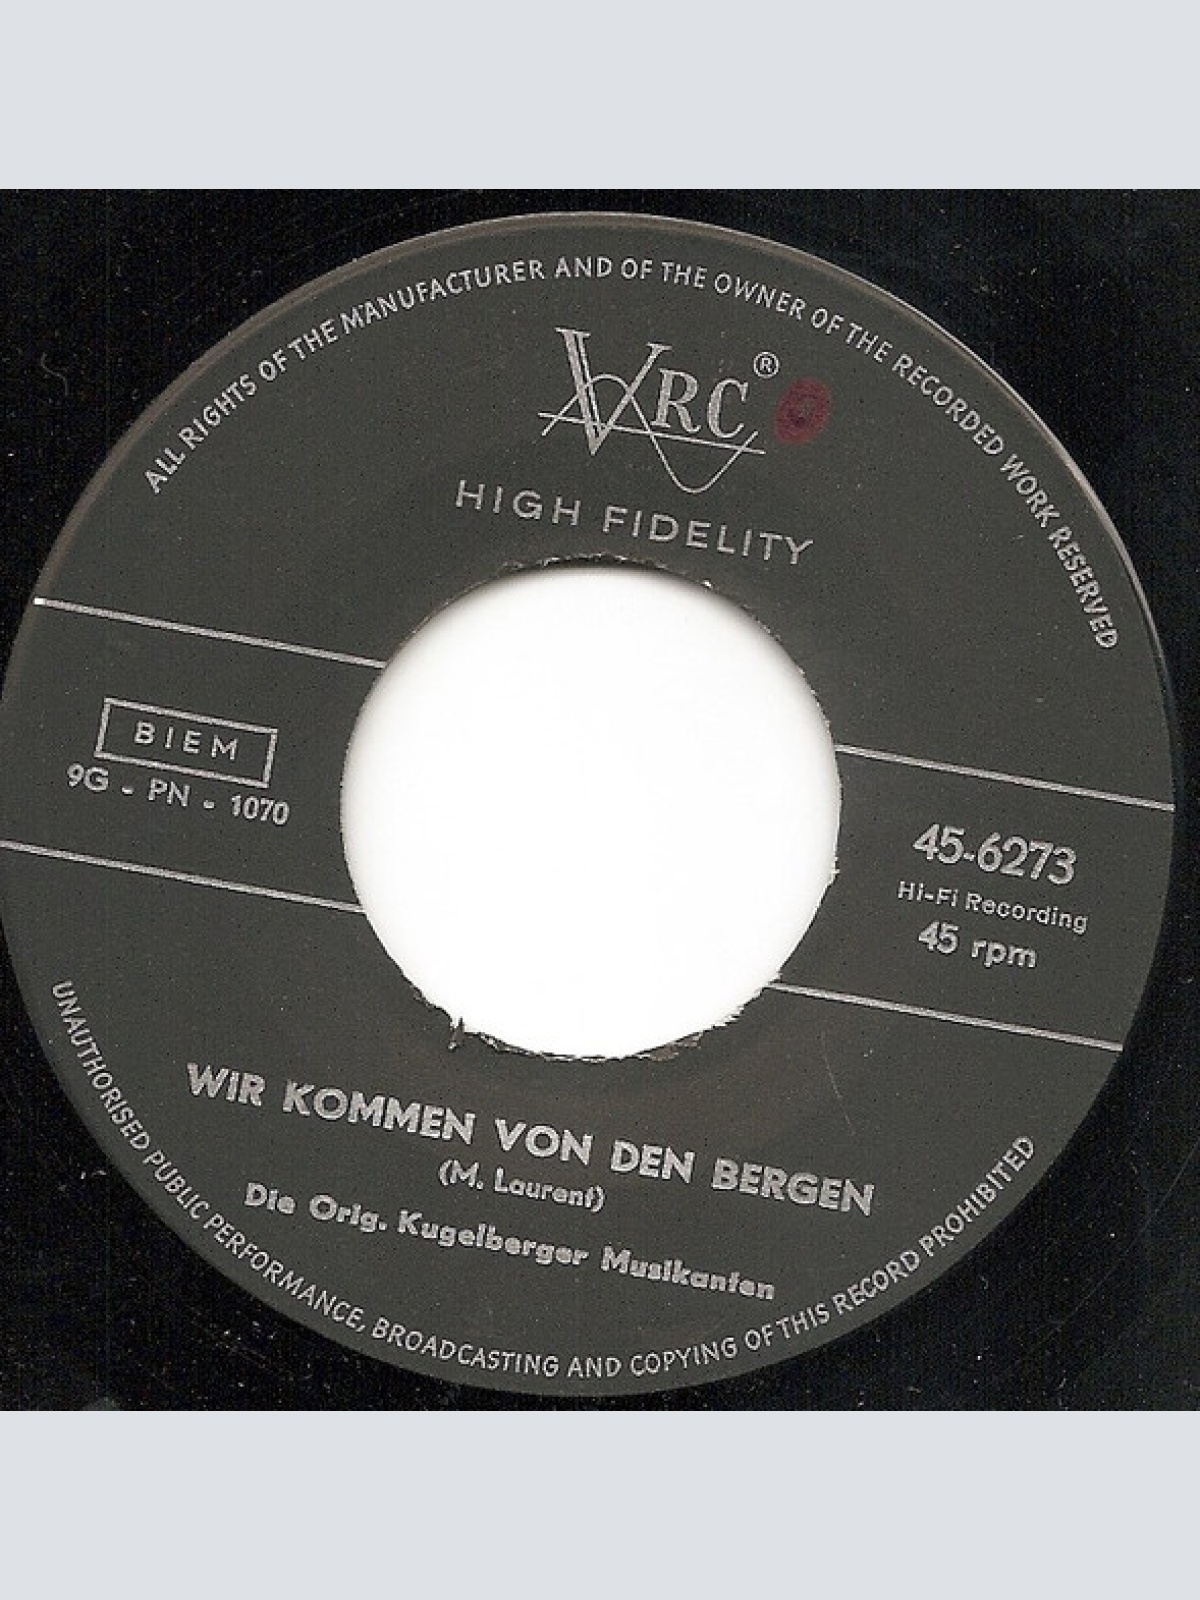 ALL RIGHTS OF THE MANUFACTURER AND OF THE OWNER OF THE RECORDED WORK RESERVED
VRC ®
HIGH FIDELITY
BIEM
9G - PN - 1070
45-6273
Hi-Fi Recording
45 rpm
WIR KOMMEN VON DEN BERGEN
(M. Laurent)
Die Orig. Kugelberger Musikanten
UNAUTHORISED PUBLIC PERFORMANCE, BROADCASTING AND COPYING OF THIS RECORD PROHIBITED